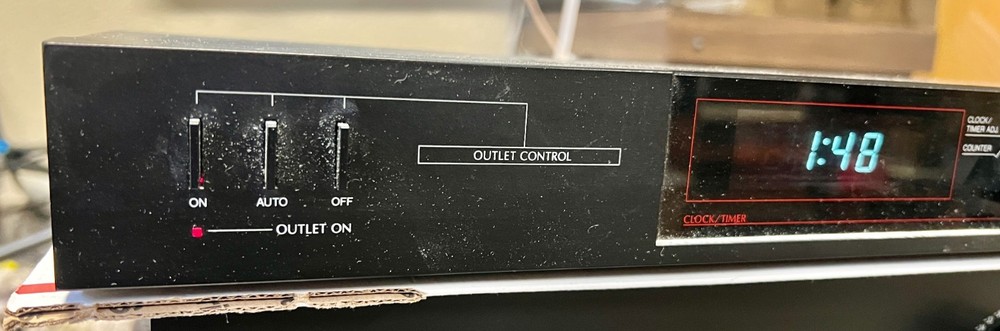 OUTLET CONTROL
ON AUTO OFF
OUTLET ON
1:48
CLOCK/TIMER
CLOCK/
TIMER ADJ
COUNTER